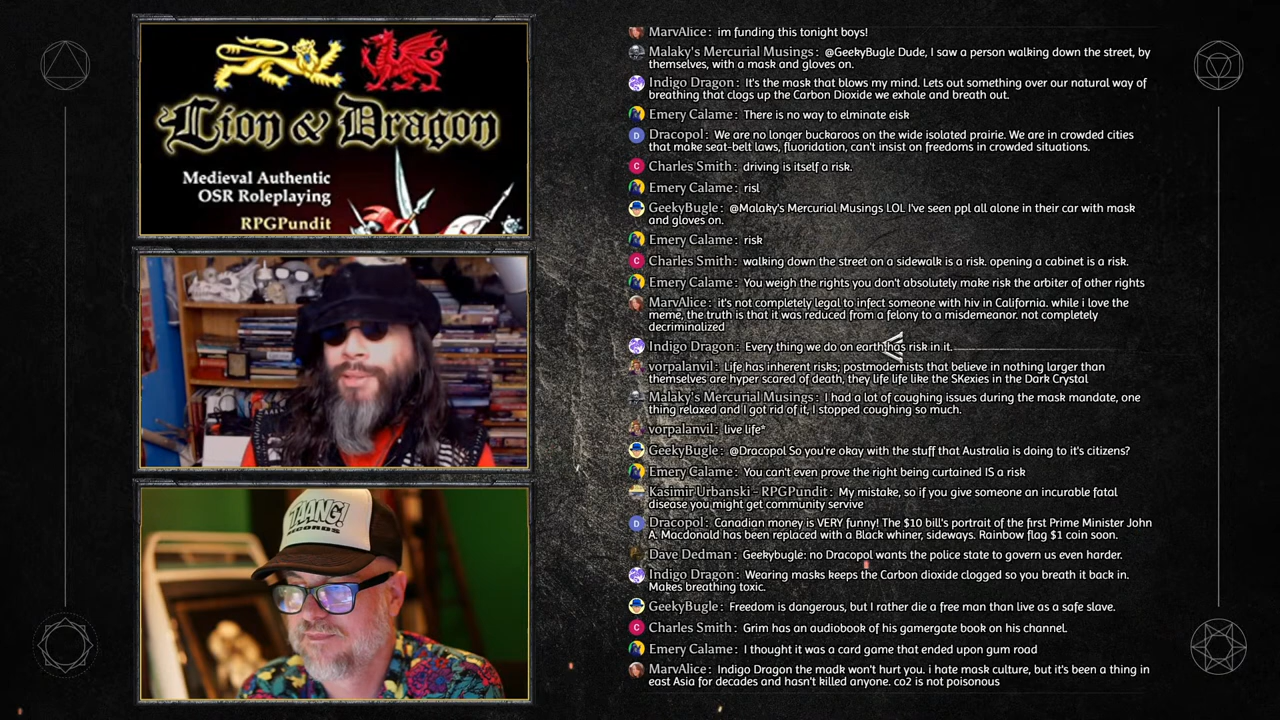 Lion & Dragon
Medieval Authentic
OSR Roleplaying
RPGPundit
TAANG!
RECORDS
MarvAlice: im funding this tonight boys!
Malaky's Mercurial Musings: @GeekyBugle Dude, I saw a person walking down the street, by
themselves, with a mask and gloves on.
Indigo Dragon: It's the mask that blows my mind. Lets out something over our natural way of
breathing that clogs up the Carbon Dioxide we exhale and breath out.
Emery Calame: There is no way to elminate eisk
D
Dracopol: We are no longer buckaroos on the wide isolated prairie. We are in crowded cities
that make seat-belt laws, fluoridation, can't insist on freedoms in crowded situations.
C
Charles Smith: driving is itself a risk.
Emery Calame: risl
GeekyBugle: @Malaky's Mercurial Musings LOL I've seen ppl all alone in their car with mask
and gloves on.
Emery Calame: risk
C
Charles Smith: walking down the street on a sidewalk is a risk. opening a cabinet is a risk.
Emery Calame: You weigh the rights you don't absolutely make risk the arbiter of other rights
MarvAlice: it's not completely legal to infect someone with hiv in California. while i love the
meme, the truth is that it was reduced from a felony to a misdemeanor. not completely
decriminalized
Indigo Dragon: Every thing we do on earth has risk in it.
vorpalanvil: Life has inherent risks; postmodernists that believe in nothing larger than
themselves are hyper scared of death, they life life like the SKexies in the Dark Crystal
Malaky's Mercurial Musings: I had a lot of coughing issues during the mask mandate, one
thing relaxed and I got rid of it, I stopped coughing so much.
vorpalanvil: live life*
GeekyBugle: @Dracopol So you're okay with the stuff that Australia is doing to it's citizens?
Emery Calame: You can't even prove the right being curtained IS a risk
Kasimir Urbanski - RPGPundit: My mistake, so if you give someone an incurable fatal
disease you might get community servive
D
Dracopol: Canadian money is VERY funny! The $10 bill's portrait of the first Prime Minister John
A. Macdonald has been replaced with a Black whiner, sideways. Rainbow flag $1 coin soon.
Dave Dedman: Geekybugle: no Dracopol wants the police state to govern us even harder.
Indigo Dragon: Wearing masks keeps the Carbon dioxide clogged so you breath it back in.
Makes breathing toxic.
GeekyBugle: Freedom is dangerous, but I rather die a free man than live as a safe slave.
C
Charles Smith: Grim has an audiobook of his gamergate book on his channel.
Emery Calame: I thought it was a card game that ended upon gum road
MarvAlice: Indigo Dragon the madk won't hurt you. i hate mask culture, but it's been a thing in
east Asia for decades and hasn't killed anyone. co2 is not poisonous